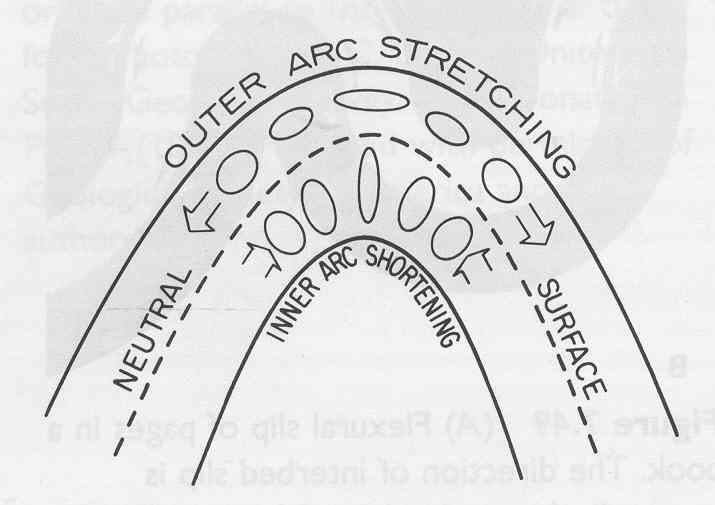 OUTER ARC STRETCHING
NEUTRAL
SURFACE
INNER ARC SHORTENING
B
Figure 7.49 (A) Flexural slip of pages in a
book. The direction of interbed slip is